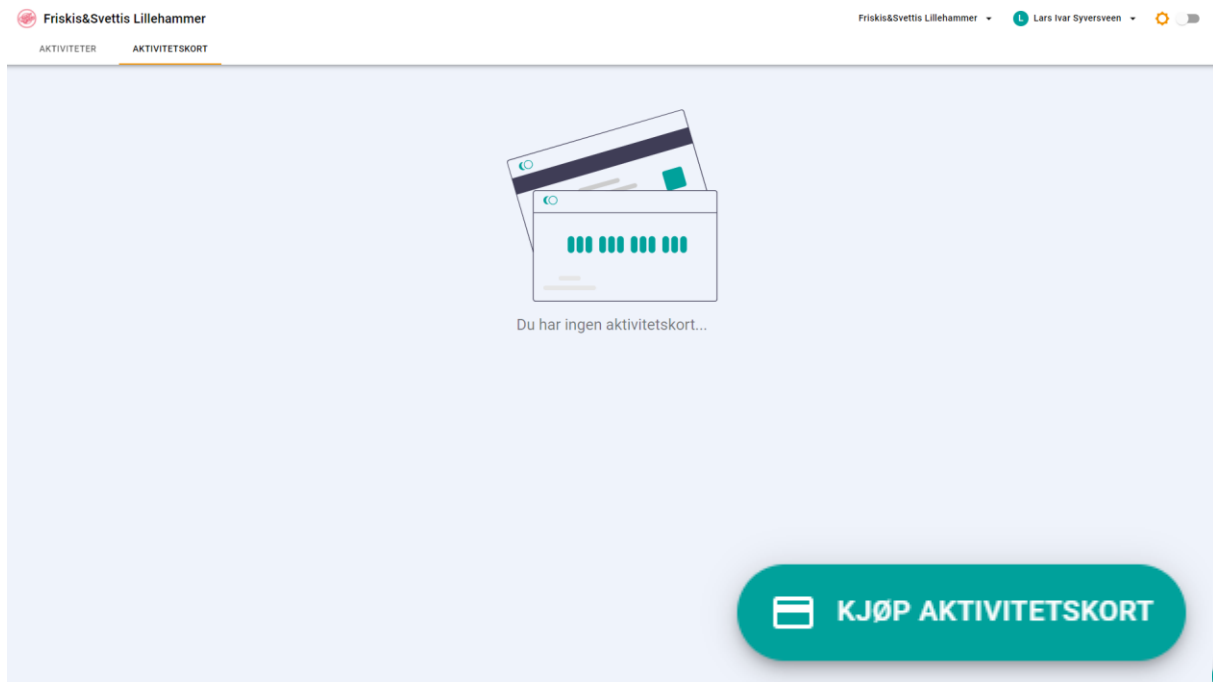 Friskis&Svettis Lillehammer
Friskis&Svettis Lillehammer
L Lars Ivar Syversveen
AKTIVITETER
AKTIVITETSKORT
Du har ingen aktivitetskort...
KJØP AKTIVITETSKORT